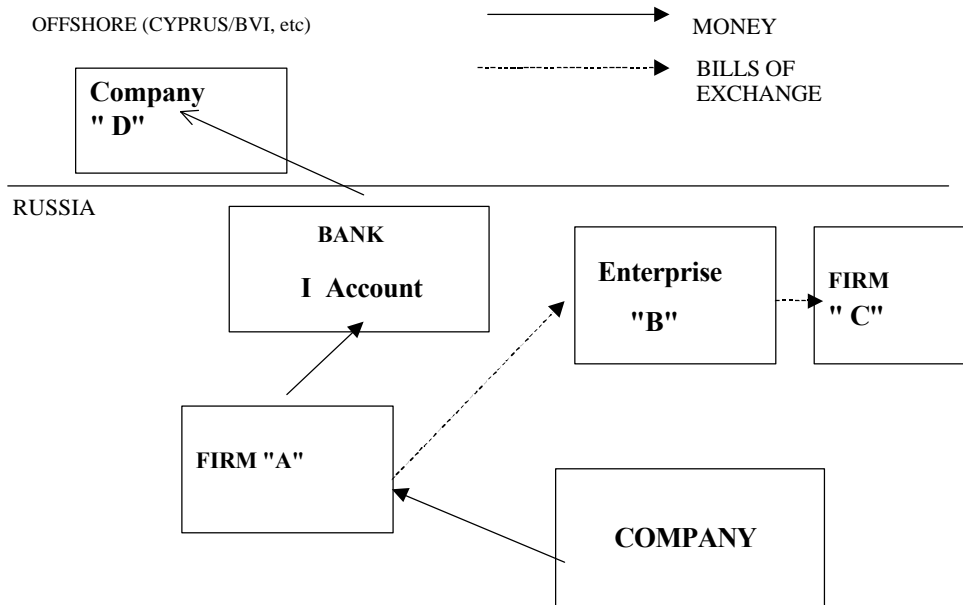 OFFSHORE (CYPRUS/BVI, etc)
MONEY
BILLS OF
EXCHANGE
Company
" D"
RUSSIA
BANK
I Account
Enterprise
"B"
FIRM
" C"
FIRM "A"
COMPANY